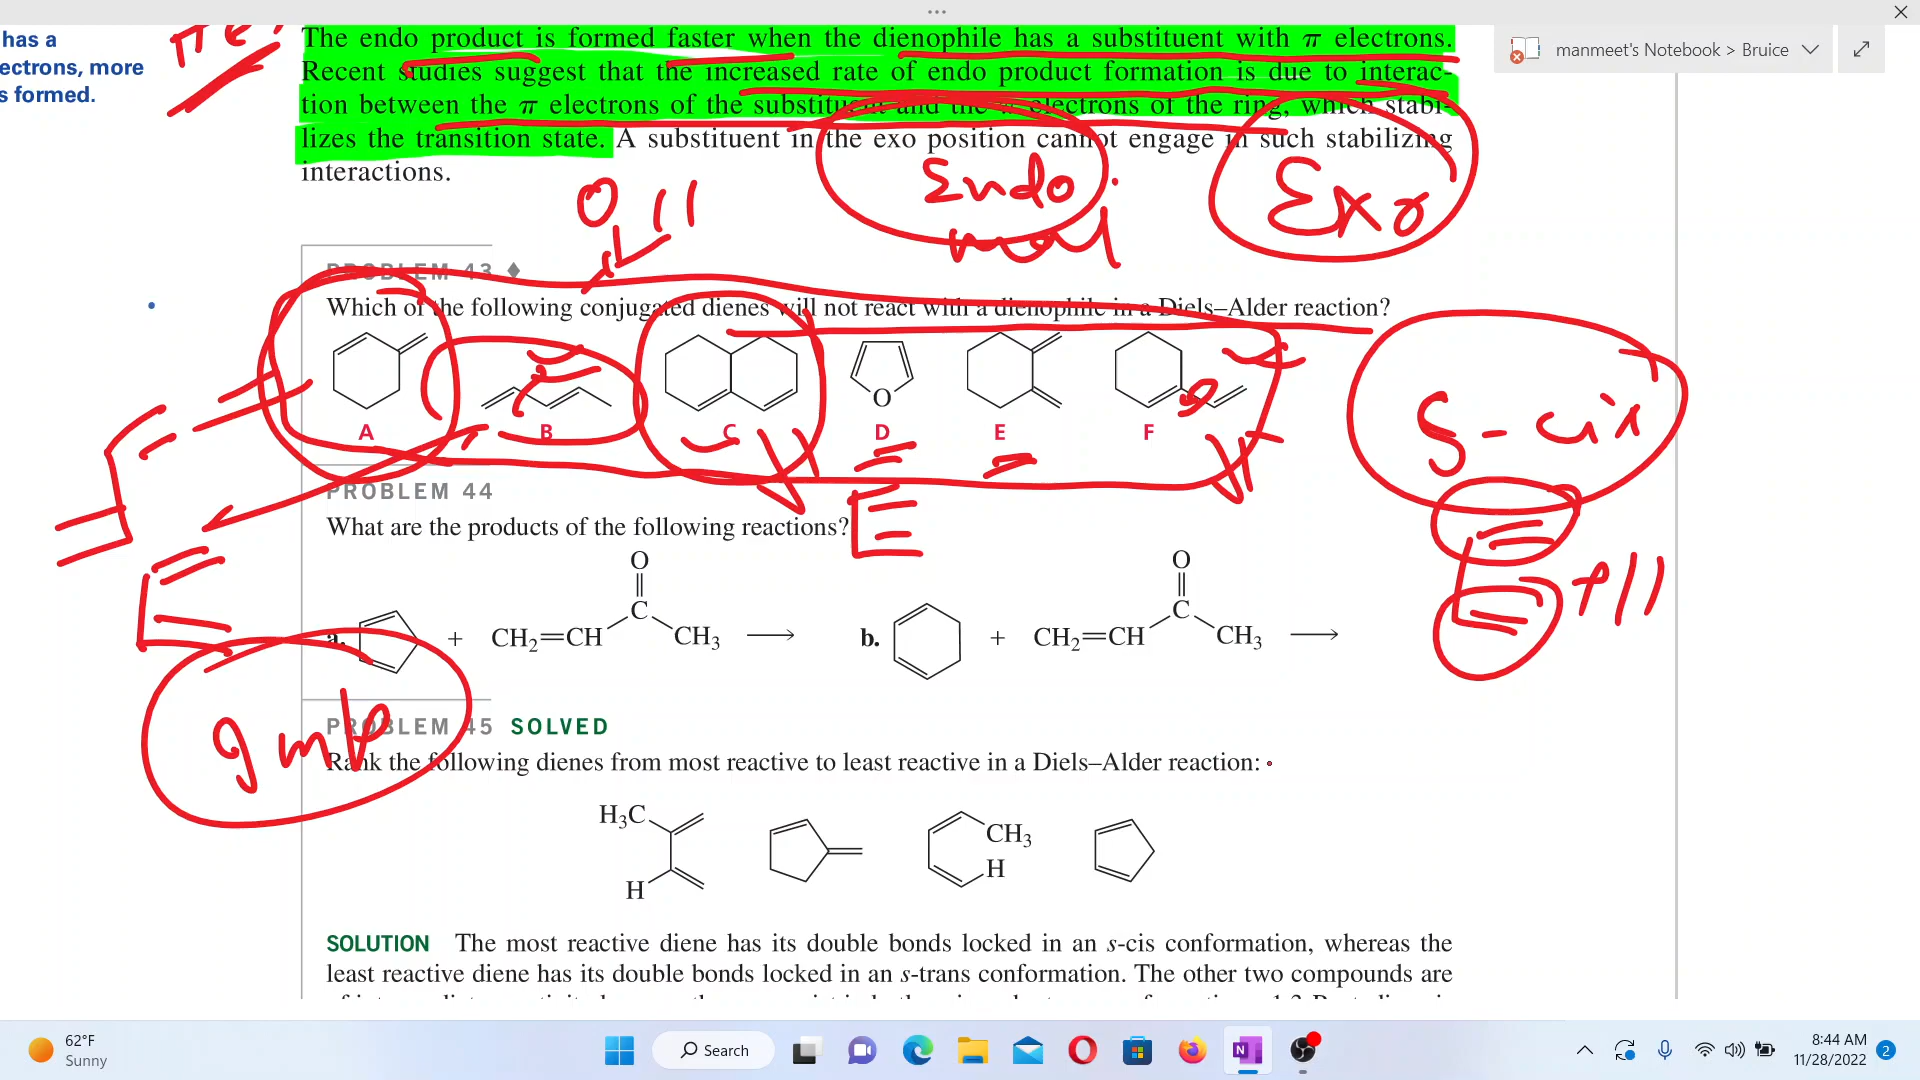 has a
ectrons, more
s formed.
The endo product is formed faster when the dienophile has a substituent with π electrons.
Recent studies suggest that the increased rate of endo product formation is due to interac-
tion between the π electrons of the substituent and the π electrons of the ring, which stabi-
lizes the transition state. A substituent in the exo position cannot engage in such stabilizing
interactions.
manmeet's Notebook > Bruice
Endo
Exo
PROBLEM 43 ♦
Which of the following conjugated dienes will not react with a dienophile in a Diels–Alder reaction?
O
A B C D E F
S-cis
PROBLEM 44
What are the products of the following reactions?
a. + CH2=CH C O CH3
b. + CH2=CH C O CH3
gmp
PROBLEM 45 SOLVED
Rank the following dienes from most reactive to least reactive in a Diels–Alder reaction:
H3C
H
CH3
H
SOLUTION The most reactive diene has its double bonds locked in an s-cis conformation, whereas the
least reactive diene has its double bonds locked in an s-trans conformation. The other two compounds are
62°F
Sunny
Search
8:44 AM
11/28/2022
2